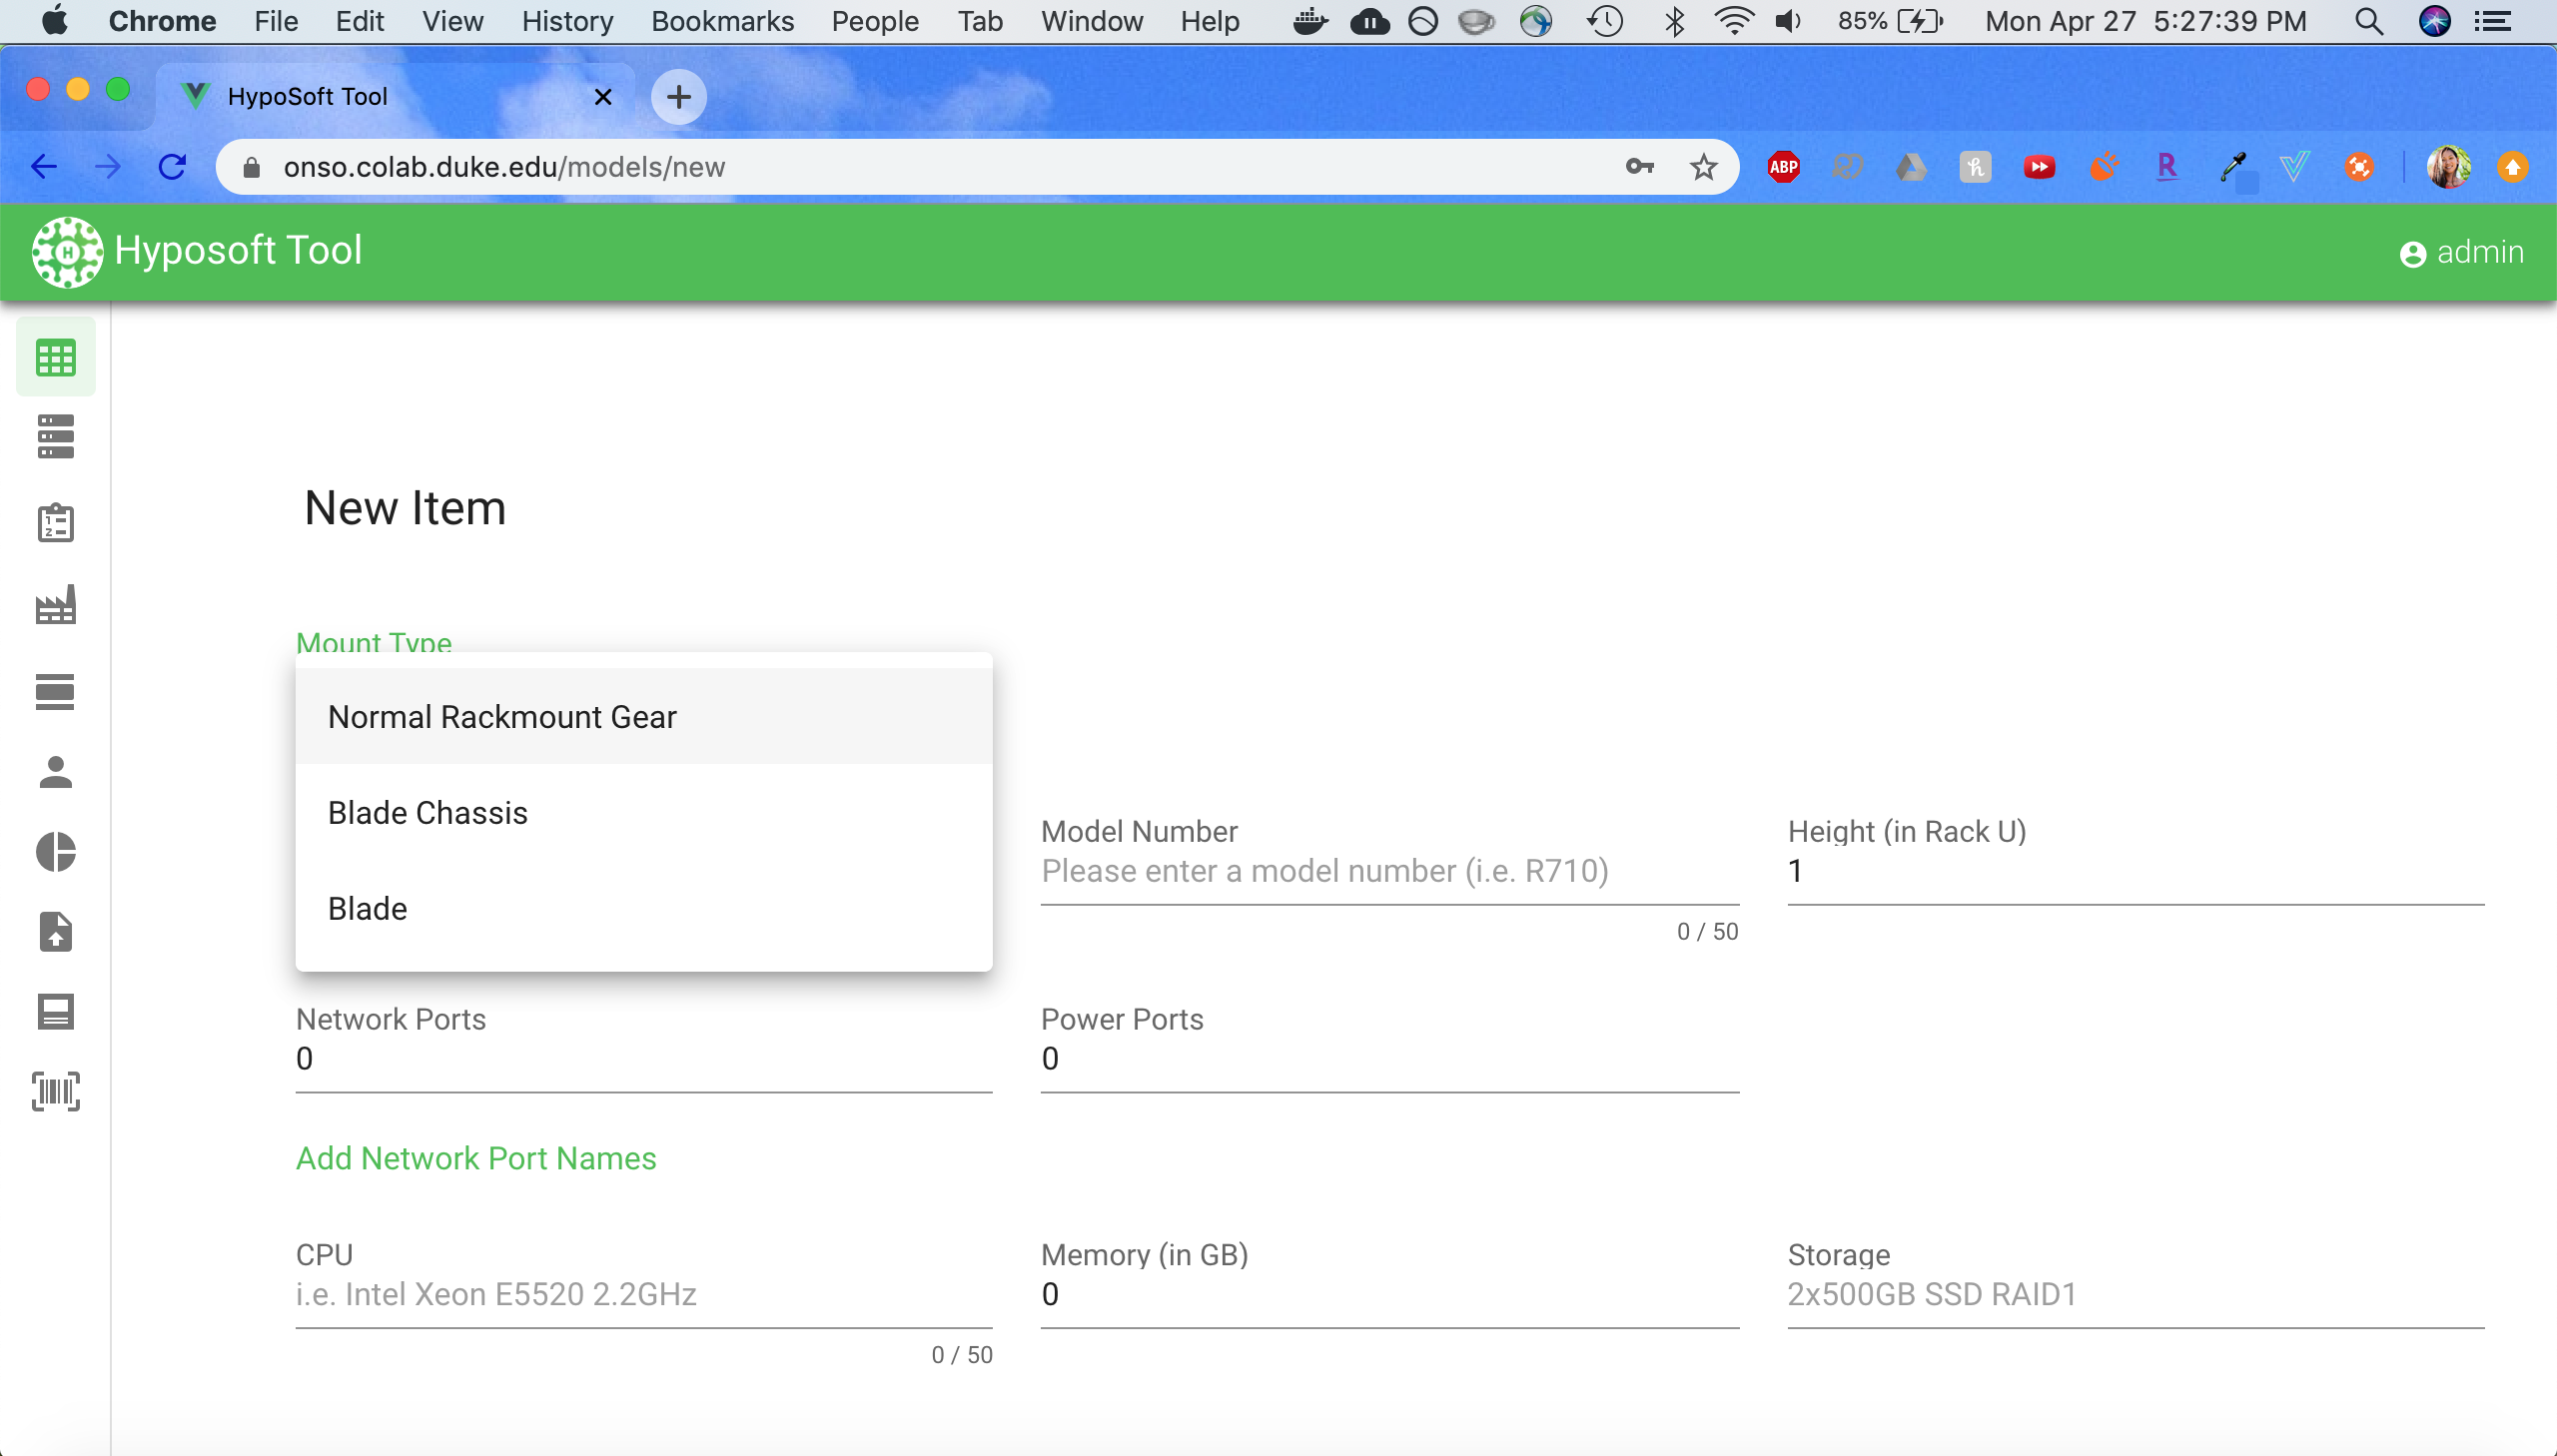 Chrome File Edit View History Bookmarks People Tab Window Help 85% Mon Apr 27 5:27:39 PM
HypoSoft Tool
onso.colab.duke.edu/models/new
ABP
h
R
H
Hyposoft Tool
admin
New Item
Mount Type
Normal Rackmount Gear
Blade Chassis
Blade
Model Number
Please enter a model number (i.e. R710)
0 / 50
Height (in Rack U)
1
Network Ports
0
Power Ports
0
Add Network Port Names
CPU
i.e. Intel Xeon E5520 2.2GHz
0 / 50
Memory (in GB)
0
Storage
2x500GB SSD RAID1